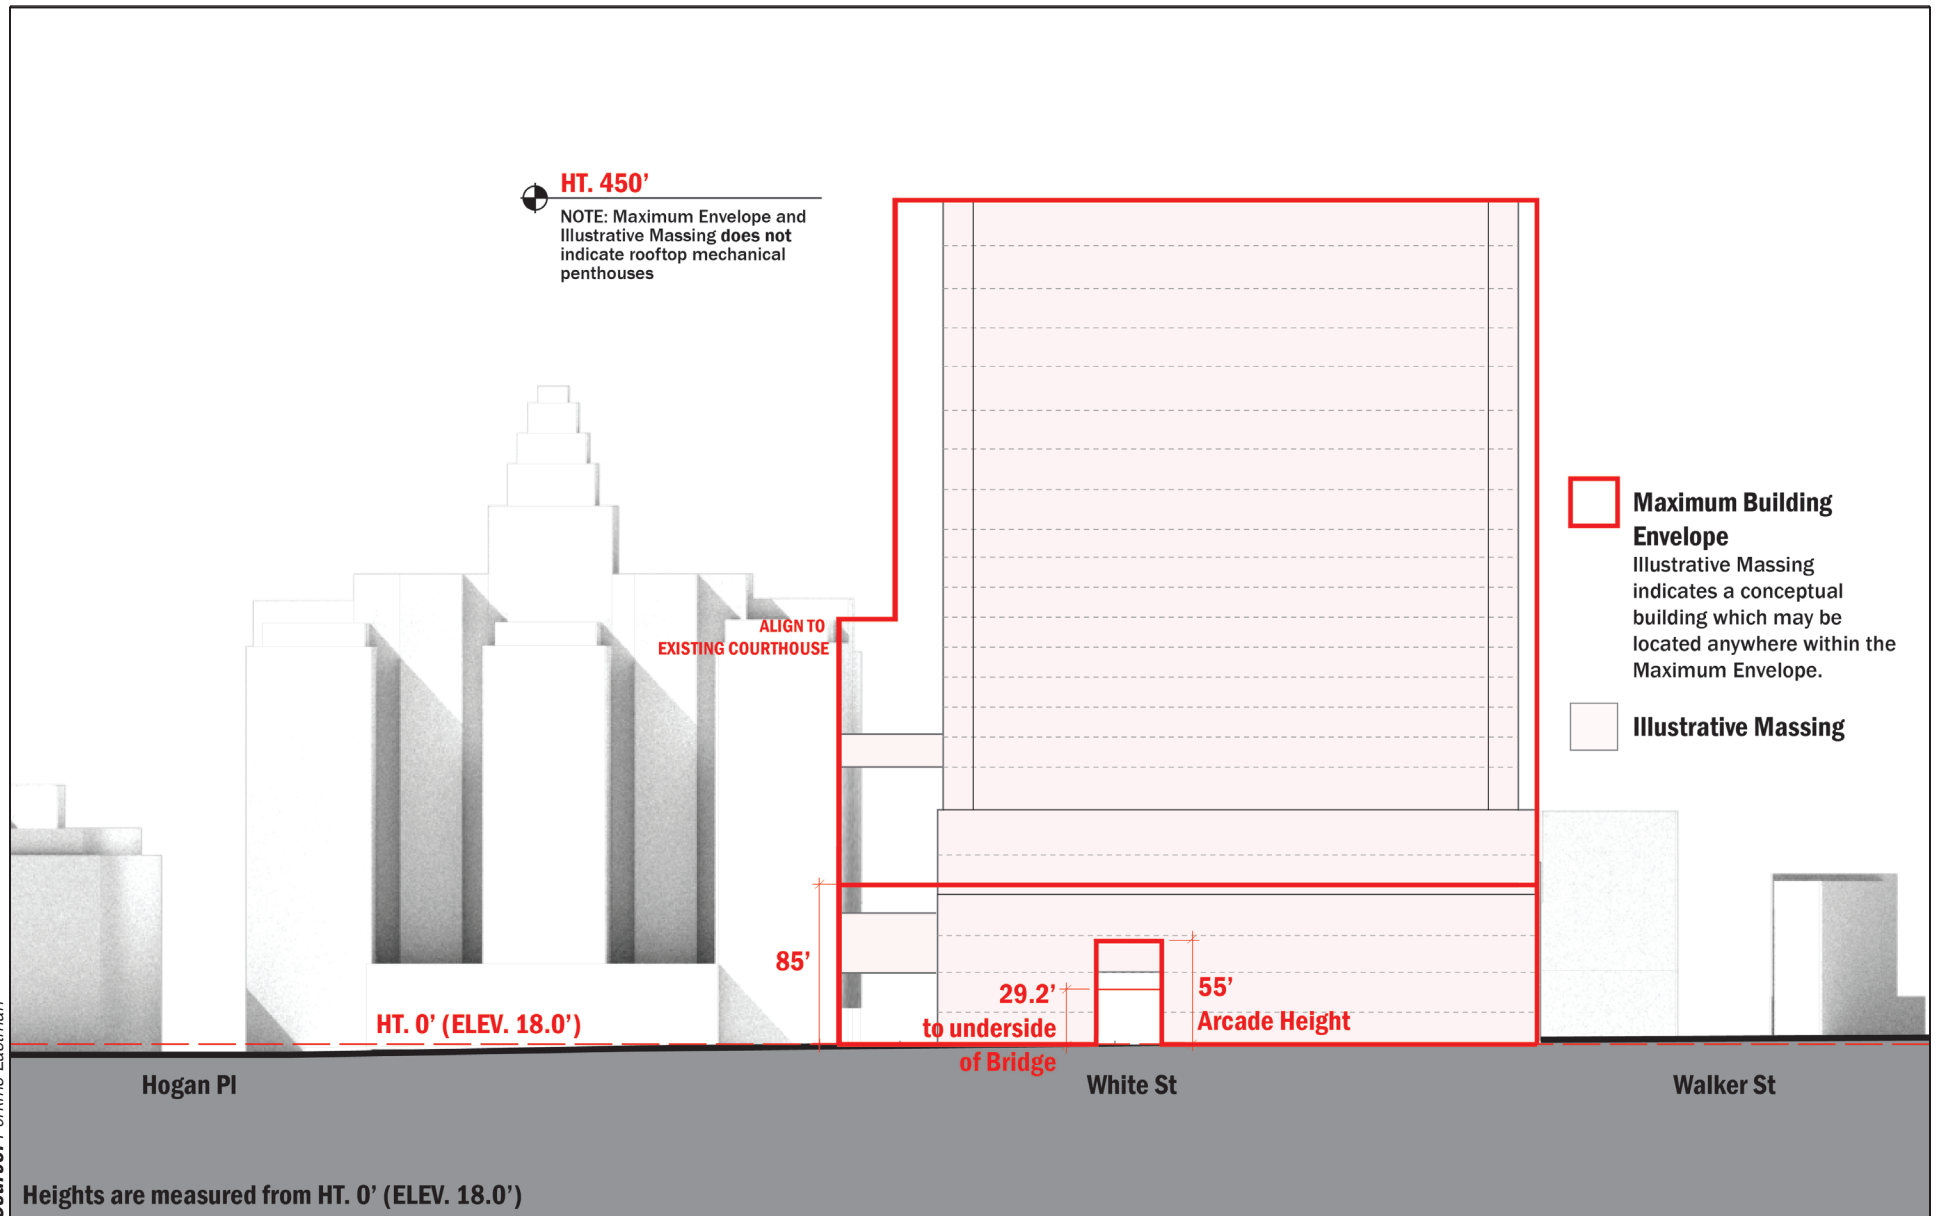 HT. 450’
NOTE: Maximum Envelope and
Illustrative Massing does not
indicate rooftop mechanical
penthouses
Maximum Building
Envelope
Illustrative Massing
indicates a conceptual
building which may be
located anywhere within the
Maximum Envelope.
Illustrative Massing
ALIGN TO
EXISTING COURTHOUSE
85’
29.2’
to underside
of Bridge
55’
Arcade Height
HT. 0’ (ELEV. 18.0’)
Hogan Pl
White St
Walker St
Heights are measured from HT. 0’ (ELEV. 18.0’)